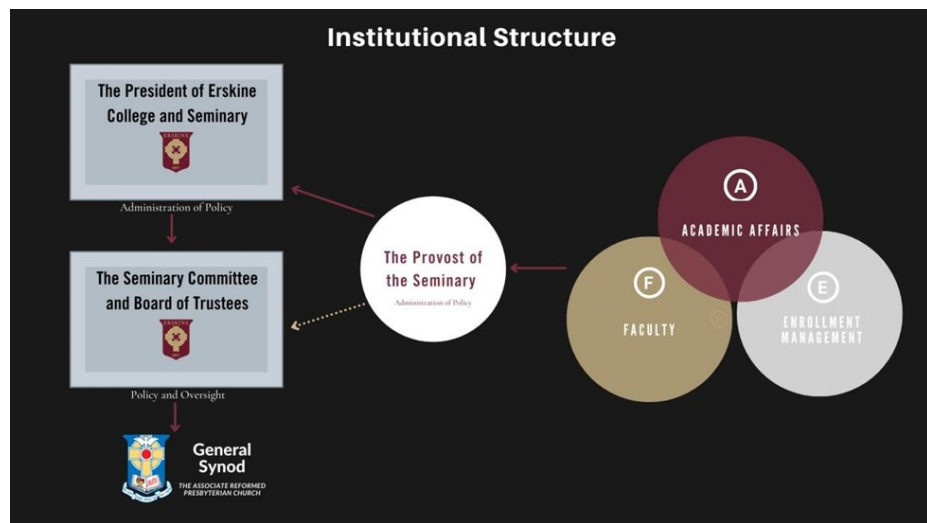 Institutional Structure
The President of Erskine
College and Seminary
ERSKINE
Administration of Policy
The Seminary Committee
and Board of Trustees
ERSKINE
Policy and Oversight
General
Synod
THE ASSOCIATE REFORMED
PRESBYTERIAN CHURCH
The Provost of
the Seminary
Administration of Policy
A
ACADEMIC AFFAIRS
F
FACULTY
E
ENROLLMENT
MANAGEMENT